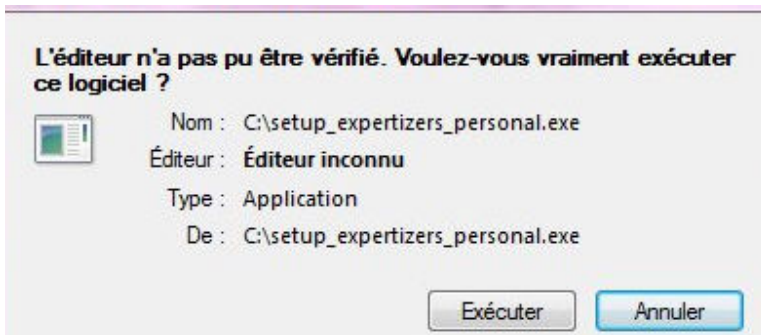 L'éditeur n'a pas pu être vérifié. Voulez-vous vraiment exécuter
ce logiciel ?
Nom : C:\setup_expertizers_personal.exe
Éditeur : Éditeur inconnu
Type : Application
De : C:\setup_expertizers_personal.exe
Exécuter Annuler